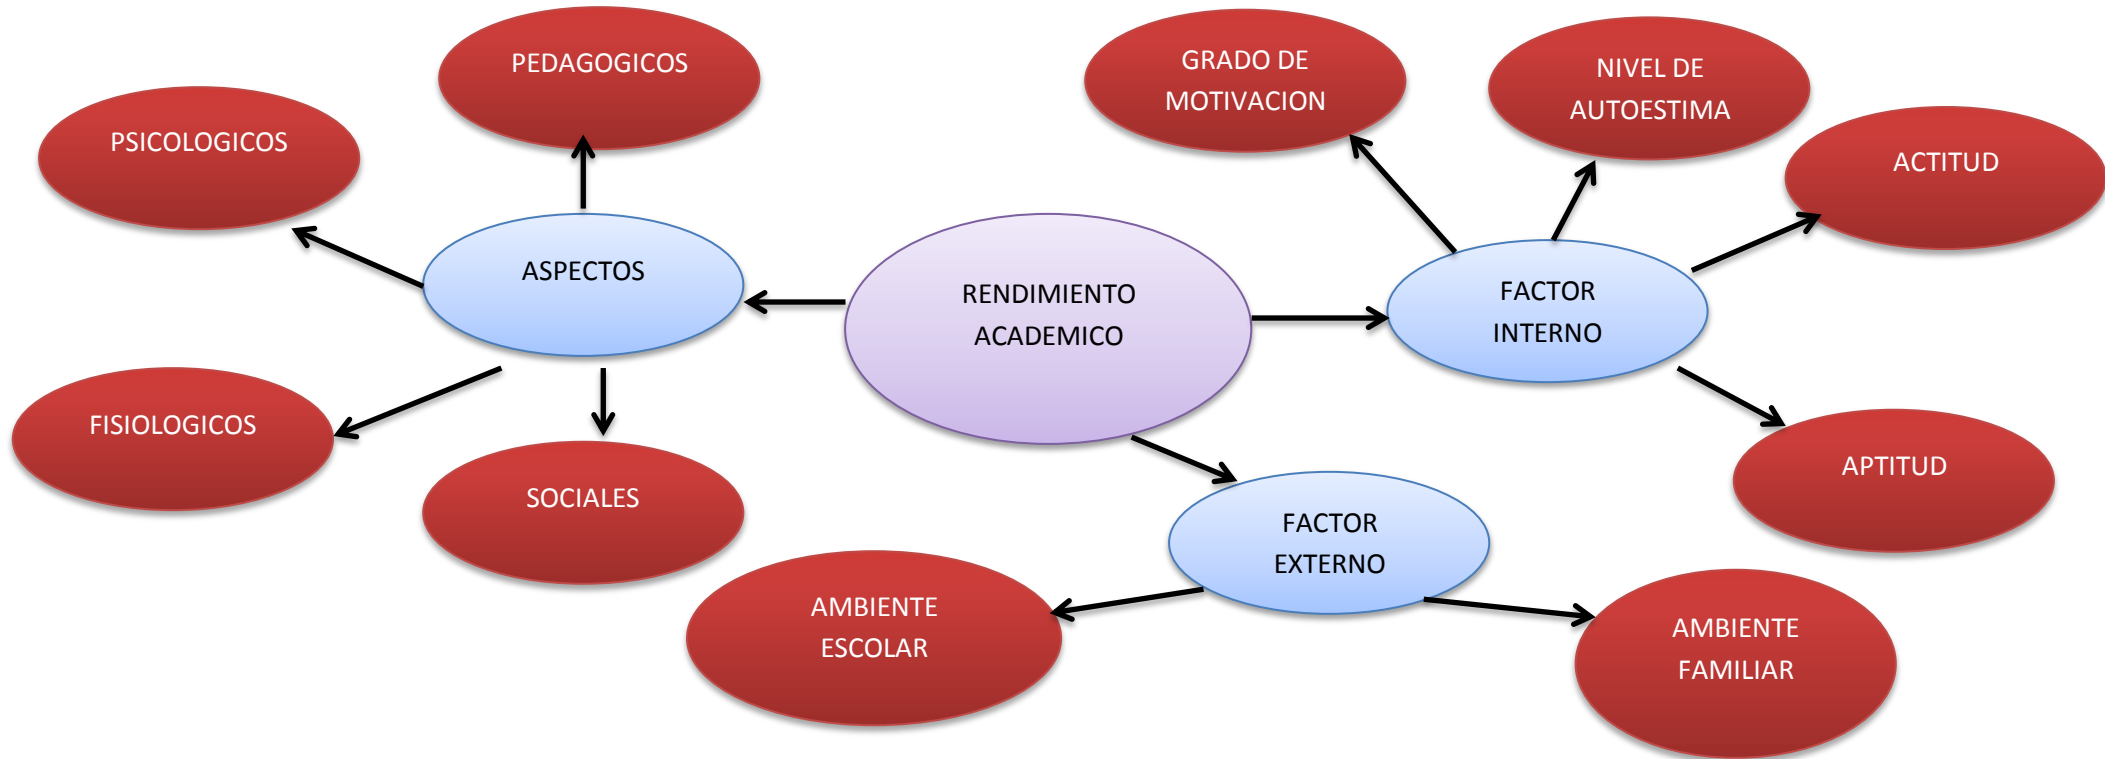 PEDAGOGICOS
PSICOLOGICOS
ASPECTOS
FISIOLOGICOS
SOCIALES
RENDIMIENTO
ACADEMICO
GRADO DE
MOTIVACION
NIVEL DE
AUTOESTIMA
ACTITUD
FACTOR
INTERNO
APTITUD
FACTOR
EXTERNO
AMBIENTE
ESCOLAR
AMBIENTE
FAMILIAR